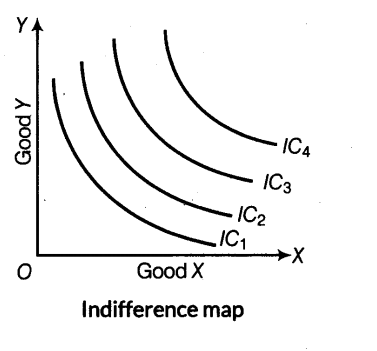 Y
Good Y
IC4
IC3
IC2
IC1
X
O
Good X
Indifference map